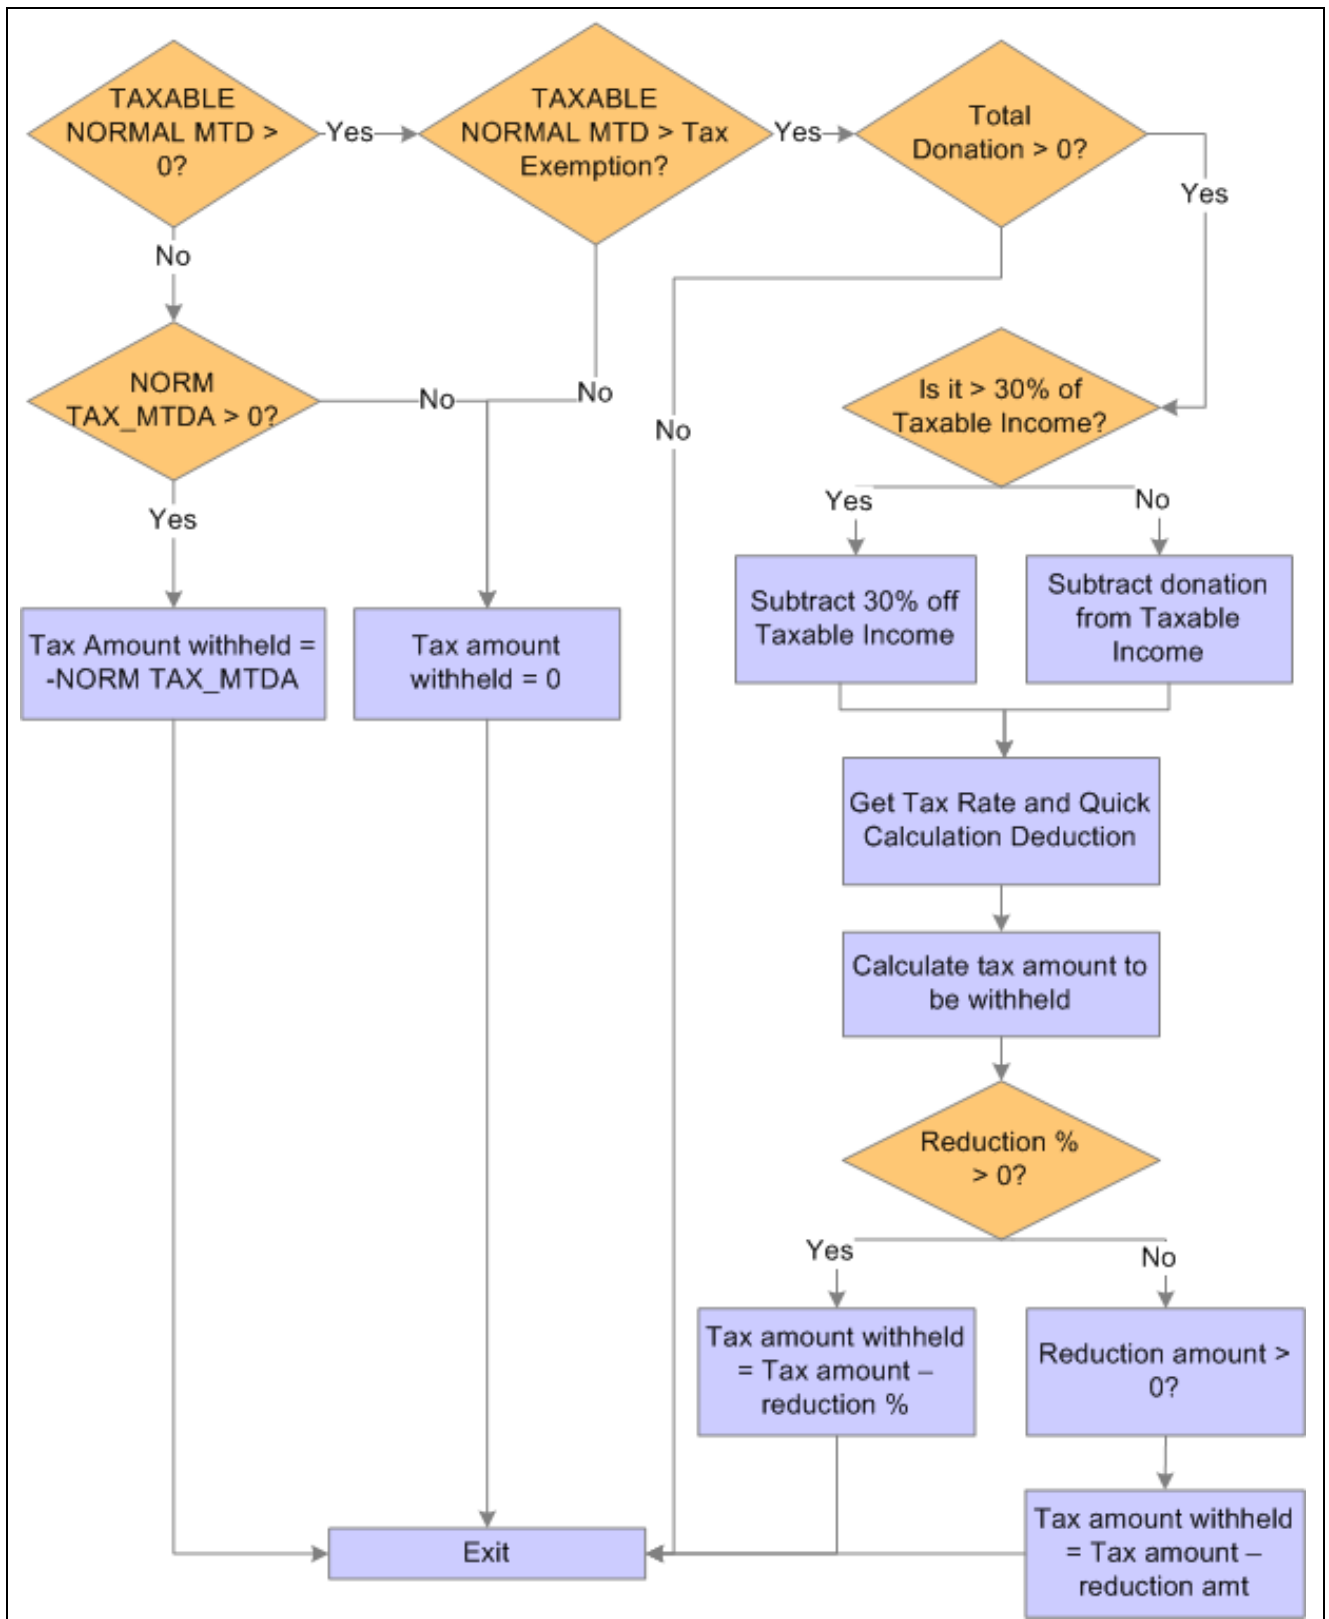 TAXABLE
NORMAL MTD >
0?
Yes
TAXABLE
NORMAL MTD > Tax
Exemption?
Yes
Total
Donation > 0?
Yes
No
NORM
TAX_MTDA > 0?
No
No
No
Is it > 30% of
Taxable Income?
Yes
Yes
No
Tax Amount withheld =
-NORM TAX_MTDA
Tax amount
withheld = 0
Subtract 30% off
Taxable Income
Subtract donation
from Taxable
Income
Get Tax Rate and Quick
Calculation Deduction
Calculate tax amount to
be withheld
Reduction %
> 0?
Yes
No
Tax amount withheld
= Tax amount –
reduction %
Reduction amount >
0?
Exit
Tax amount withheld
= Tax amount –
reduction amt